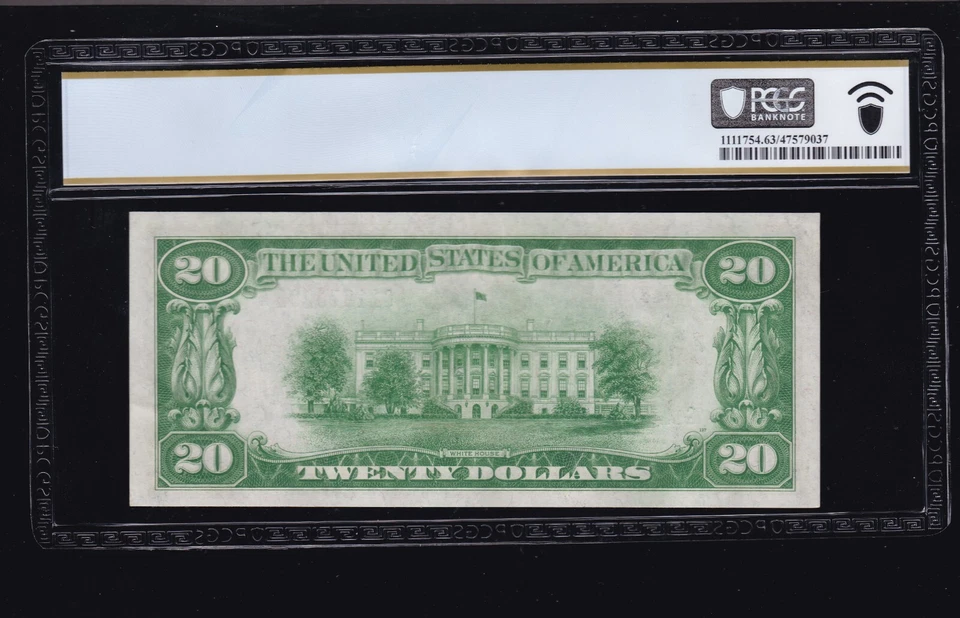 PCGS
BANKNOTE
1111754.63/47579037
20 THE UNITED STATES OF AMERICA 20
WHITE HOUSE
20 TWENTY DOLLARS 20